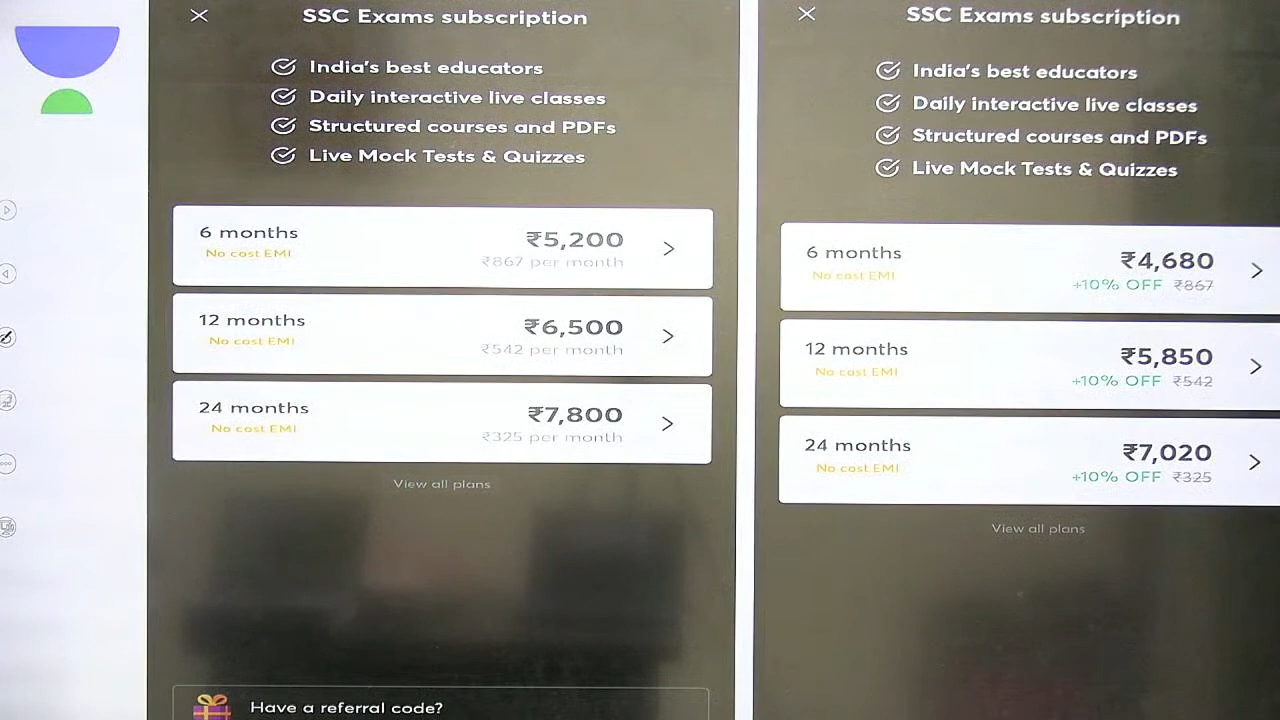 SSC Exams subscription
India's best educators
Daily interactive live classes
Structured courses and PDFs
Live Mock Tests & Quizzes
6 months
₹5,200
No cost EMI
₹867 per month
12 months
₹6,500
No cost EMI
₹542 per month
24 months
₹7,800
No cost EMI
₹325 per month
View all plans
Have a referral code?
SSC Exams subscription
India's best educators
Daily interactive live classes
Structured courses and PDFs
Live Mock Tests & Quizzes
6 months
₹4,680
No cost EMI
+10% OFF ₹867
12 months
₹5,850
No cost EMI
+10% OFF ₹542
24 months
₹7,020
No cost EMI
+10% OFF ₹325
View all plans